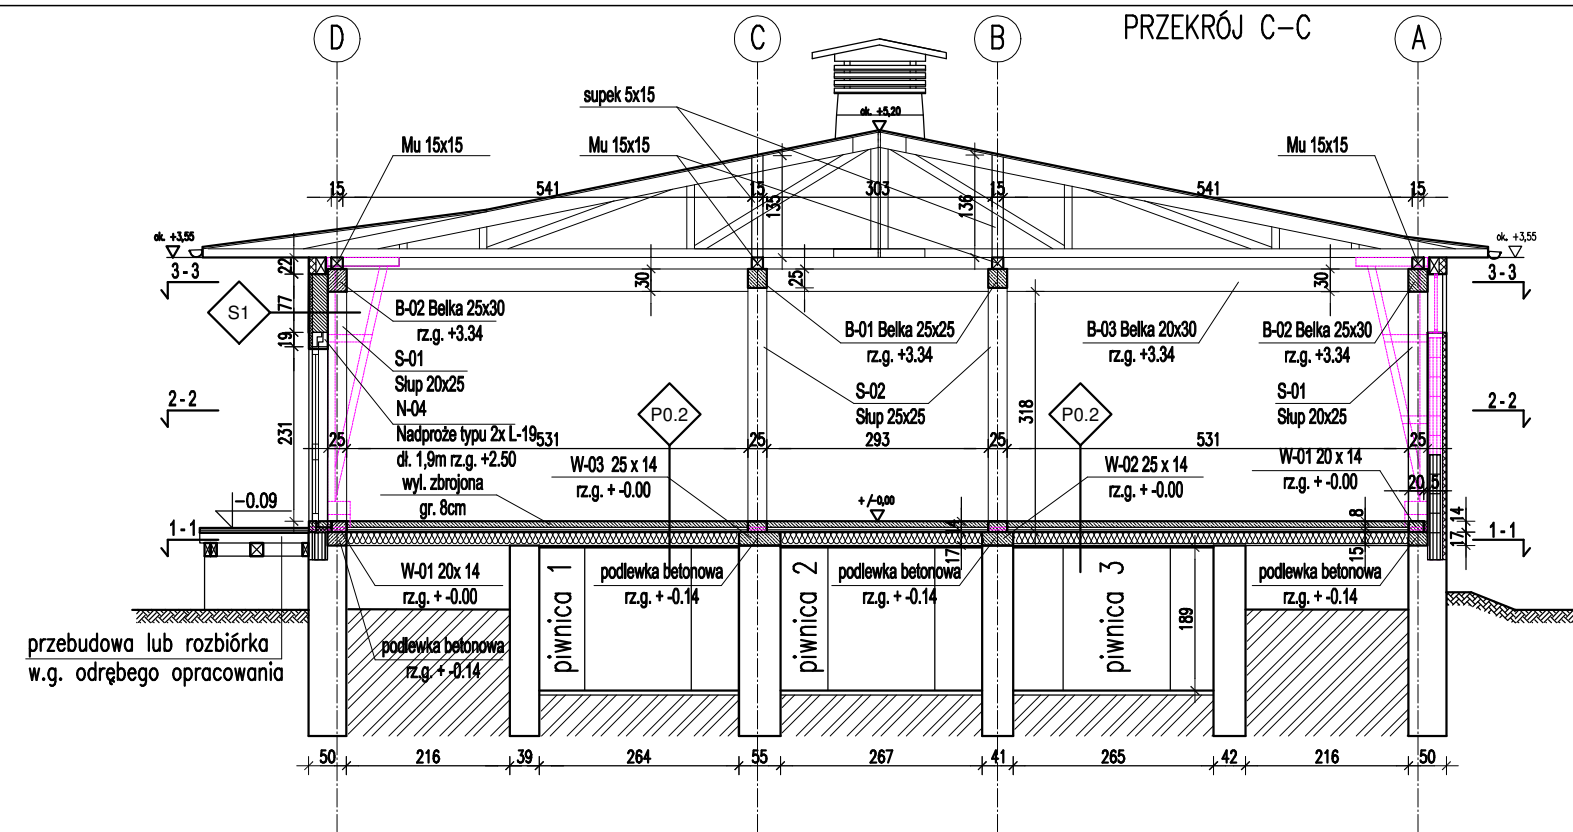 PRZEKRÓJ C-C
D
C
B
A
supek 5x15
ok. +5,20
Mu 15x15
Mu 15x15
Mu 15x15
15
541
15
303
15
541
15
135
136
ok. +3,55
ok. +3,55
3-3
3-3
22
30
25
30
77
S1
19
B-02 Belka 25x30
rz.g. +3.34
B-01 Belka 25x25
rz.g. +3.34
B-03 Belka 20x30
rz.g. +3.34
B-02 Belka 25x30
rz.g. +3.34
S-01
Słup 20x25
S-02
Słup 25x25
S-01
Słup 20x25
2-2
2-2
N-04
Nadproże typu 2x L-19
dł. 1,9m rz.g. +2.50
P0.2
P0.2
318
231
25
531
25
293
25
531
25
wyl. zbrojona
gr. 8cm
W-03 25 x 14
rz.g. + -0.00
W-02 25 x 14
rz.g. + -0.00
W-01 20 x 14
rz.g. + -0.00
20
5
-0.09
+/-0,00
1-1
1-1
14
17
8
15
14
17
W-01 20x 14
rz.g. + -0.00
podlewka betonowa
rz.g. + -0.14
podlewka betonowa
rz.g. + -0.14
podlewka betonowa
rz.g. + -0.14
podlewka betonowa
rz.g. + -0.14
piwnica 1
piwnica 2
piwnica 3
189
przebudowa lub rozbiórka
w.g. odrębego opracowania
50
216
39
264
55
267
41
265
42
216
50